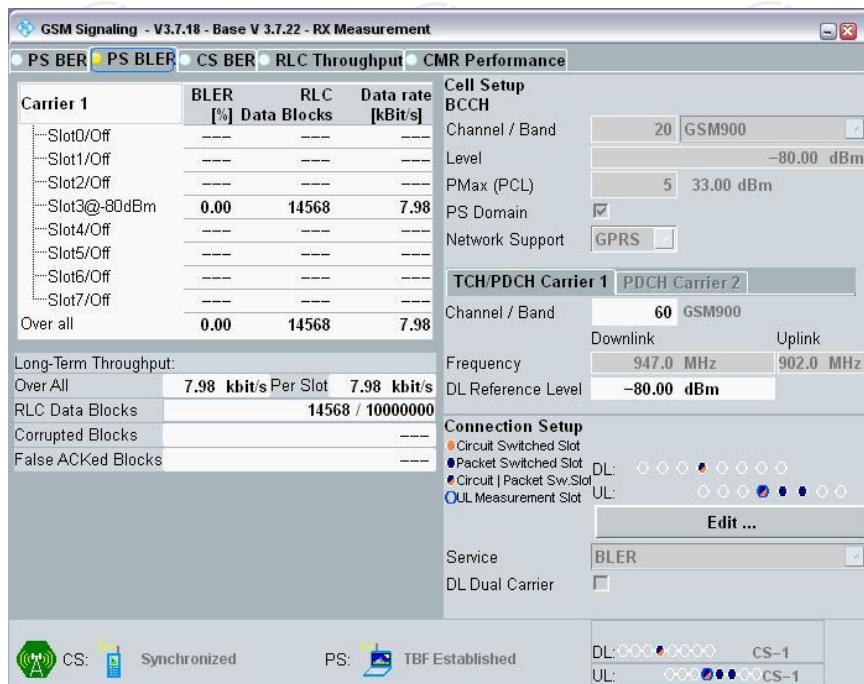 GSM Signaling - V3.7.18 - Base V 3.7.22 - RX Measurement
PS BER PS BLER CS BER RLC Throughput CMR Performance
Carrier 1 BLER [%] RLC Data Blocks Data rate [kBit/s]
Slot0/Off --- --- ---
Slot1/Off --- --- ---
Slot2/Off --- --- ---
Slot3@-80dBm 0.00 14568 7.98
Slot4/Off --- --- ---
Slot5/Off --- --- ---
Slot6/Off --- --- ---
Slot7/Off --- --- ---
Over all 0.00 14568 7.98
Long-Term Throughput:
Over All 7.98 kbit/s Per Slot 7.98 kbit/s
RLC Data Blocks 14568 / 10000000
Corrupted Blocks ---
False ACKed Blocks ---
Cell Setup
BCCH
Channel / Band 20 GSM900
Level -80.00 dBm
PMax (PCL) 5 33.00 dBm
PS Domain
Network Support GPRS
TCH/PDCH Carrier 1 PDCH Carrier 2
Channel / Band 60 GSM900
Downlink Uplink
Frequency 947.0 MHz 902.0 MHz
DL Reference Level -80.00 dBm
Connection Setup
Circuit Switched Slot
Packet Switched Slot
Circuit | Packet Sw.Slot
UL Measurement Slot
DL:
UL:
Edit ...
Service BLER
DL Dual Carrier
CS: Synchronized PS: TBF Established
DL: CS-1
UL: CS-1